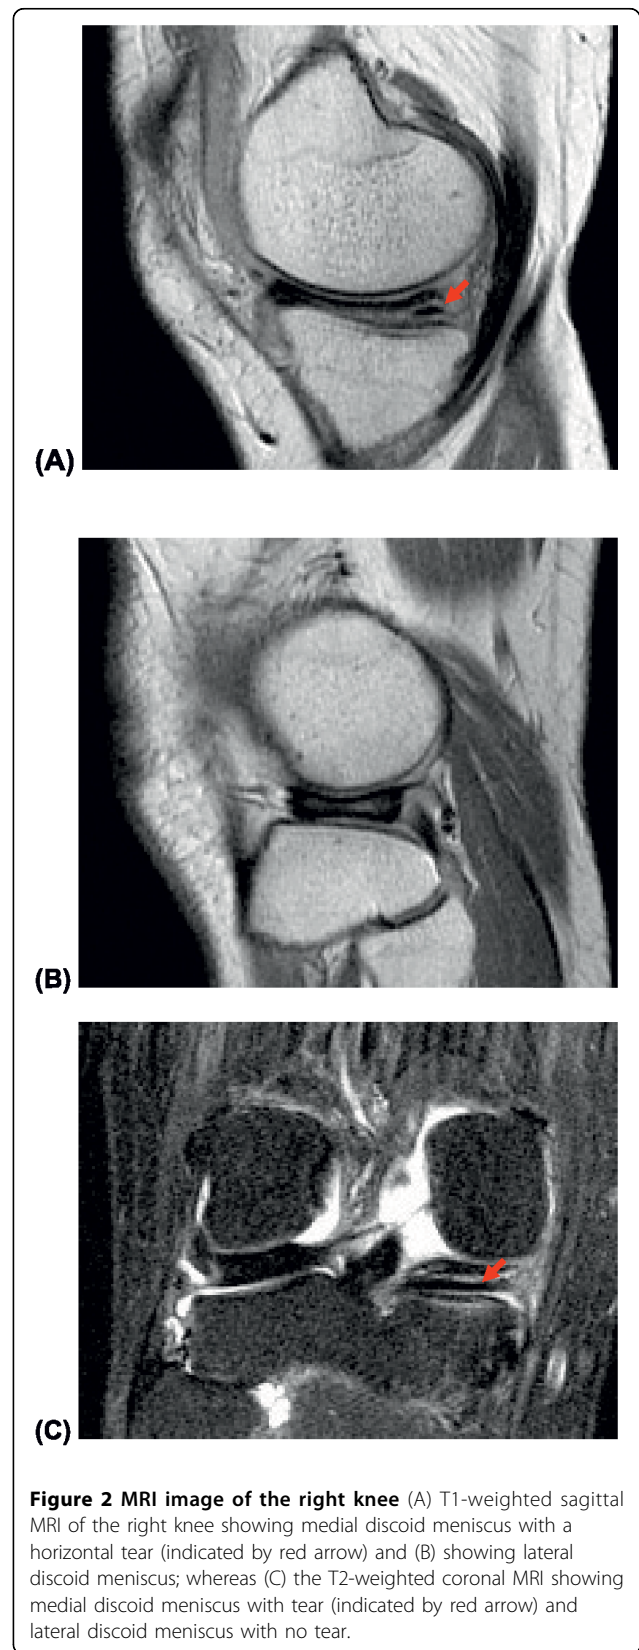 (A)
(B)
(C)
Figure 2 MRI image of the right knee (A) T1-weighted sagittal
MRI of the right knee showing medial discoid meniscus with a
horizontal tear (indicated by red arrow) and (B) showing lateral
discoid meniscus; whereas (C) the T2-weighted coronal MRI showing
medial discoid meniscus with tear (indicated by red arrow) and
lateral discoid meniscus with no tear.